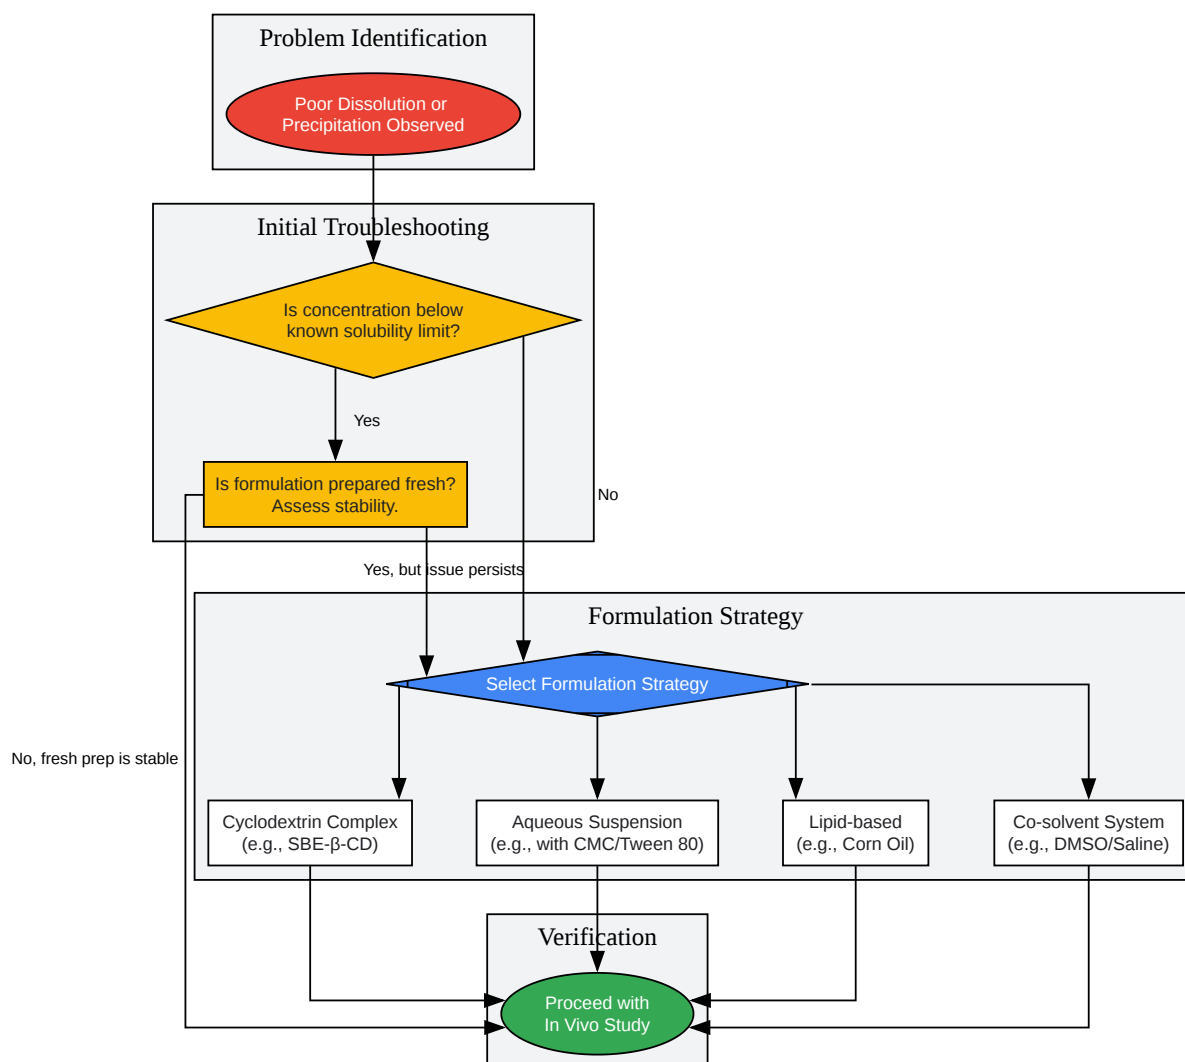 Problem Identification
Poor Dissolution or
Precipitation Observed
Initial Troubleshooting
Is concentration below
known solubility limit?
Yes
Is formulation prepared fresh?
Assess stability.
No
Yes, but issue persists
Formulation Strategy
Select Formulation Strategy
No, fresh prep is stable
Cyclodextrin Complex
(e.g., SBE-β-CD)
Aqueous Suspension
(e.g., with CMC/Tween 80)
Lipid-based
(e.g., Corn Oil)
Co-solvent System
(e.g., DMSO/Saline)
Verification
Proceed with
In Vivo Study